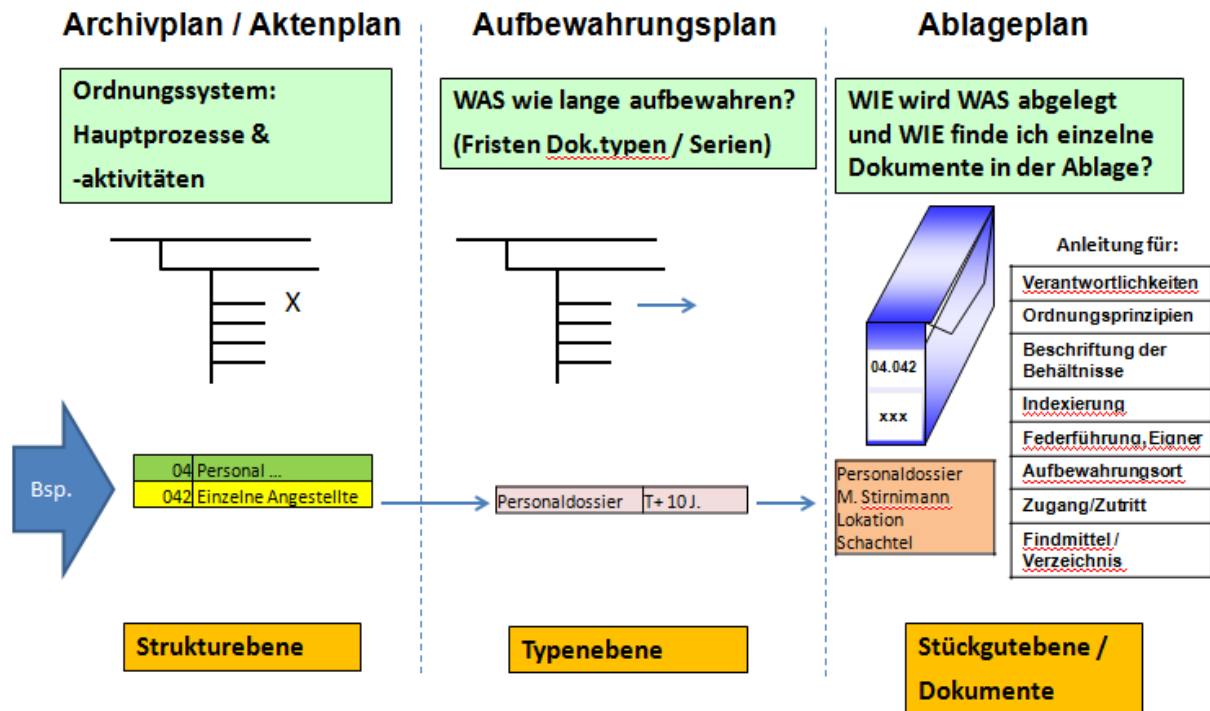 Archivplan / Aktenplan
Ordnungssystem:
Hauptprozesse &
-aktivitäten
X
Bsp.
04 Personal ...
042 Einzelne Angestellte
Strukturebene
Aufbewahrungsplan
WAS wie lange aufbewahren?
(Fristen Dok.typen / Serien)
Personaldossier T+ 10 J.
Typenebene
Ablageplan
WIE wird WAS abgelegt
und WIE finde ich einzelne
Dokumente in der Ablage?
04.042
xxx
Personaldossier
M. Stirnimann
Lokation
Schachtel
Anleitung für:
Verantwortlichkeiten
Ordnungsprinzipien
Beschriftung der
Behältnisse
Indexierung
Federführung, Eigner
Aufbewahrungsort
Zugang/Zutritt
Findmittel /
Verzeichnis
Stückgutebene /
Dokumente